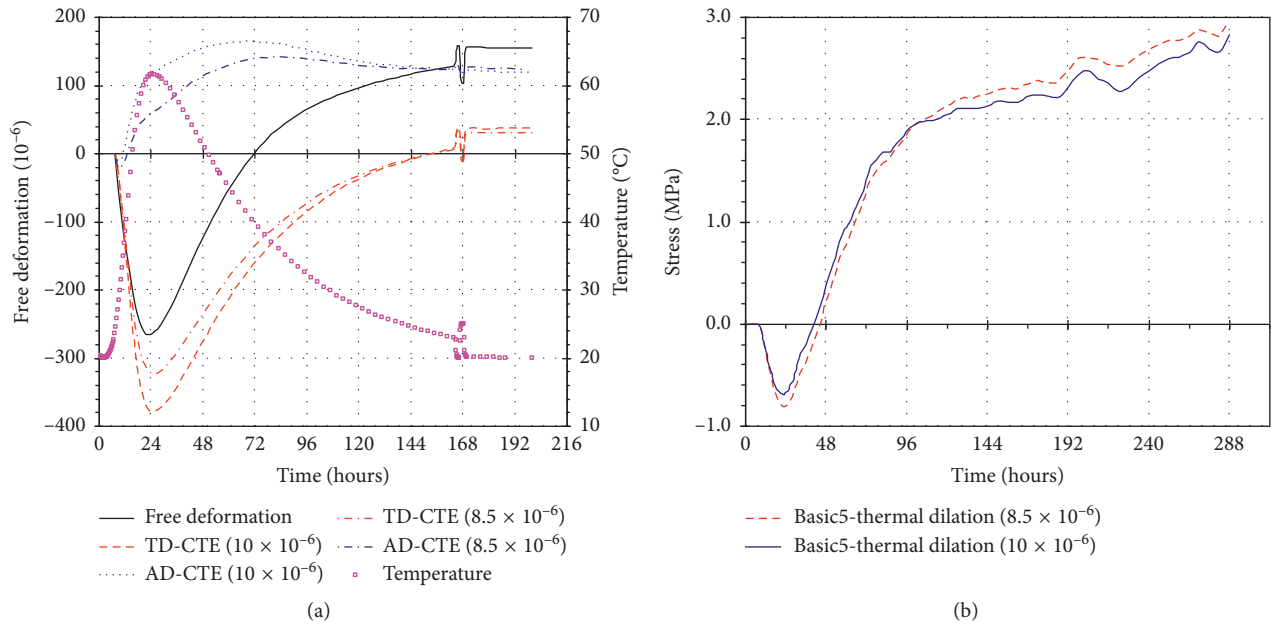 200
100
0
−100
−200
−300
−400
Free deformation (10⁻⁶)
70
60
50
40
30
20
10
Temperature (°C)
0 24 48 72 96 120 144 168 192 216
Time (hours)
Free deformation
TD-CTE (10 × 10⁻⁶)
AD-CTE (10 × 10⁻⁶)
TD-CTE (8.5 × 10⁻⁶)
AD-CTE (8.5 × 10⁻⁶)
Temperature
(a)
3.0
2.0
1.0
0.0
−1.0
Stress (MPa)
0 48 96 144 192 240 288
Time (hours)
Basic5-thermal dilation (8.5 × 10⁻⁶)
Basic5-thermal dilation (10 × 10⁻⁶)
(b)